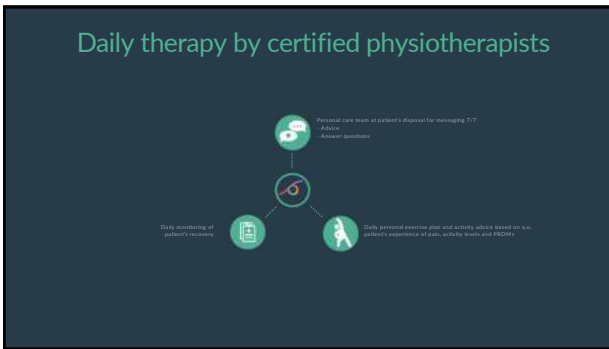 Daily therapy by certified physiotherapists
Personal care team at patient's disposal for messaging 7/7
- Advice
- Answer questions
Daily monitoring of
patient's recovery
Daily personal exercise plan and activity advice based on a.o.
patient's experience of pain, activity levels and PROMs